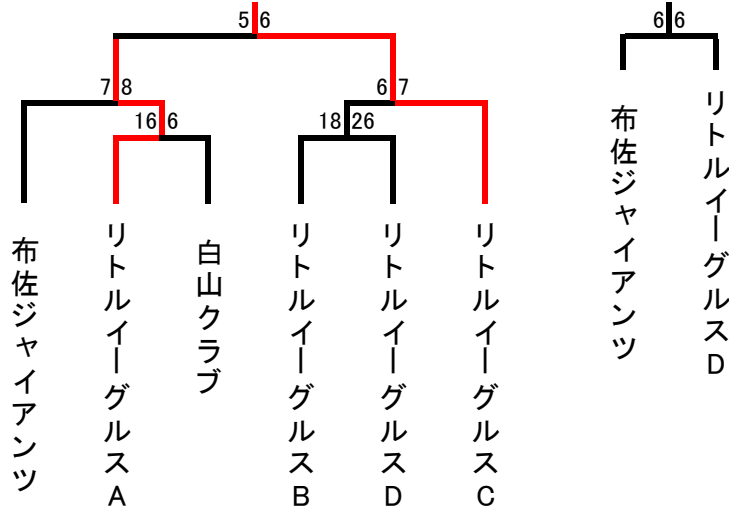 5 6
6 6
7 8
6 7
16 6
18 26
布佐ジャイアンツ
リトルイーグルスA
白山クラブ
リトルイーグルスB
リトルイーグルスD
リトルイーグルスC
布佐ジャイアンツ
リトルイーグルスD